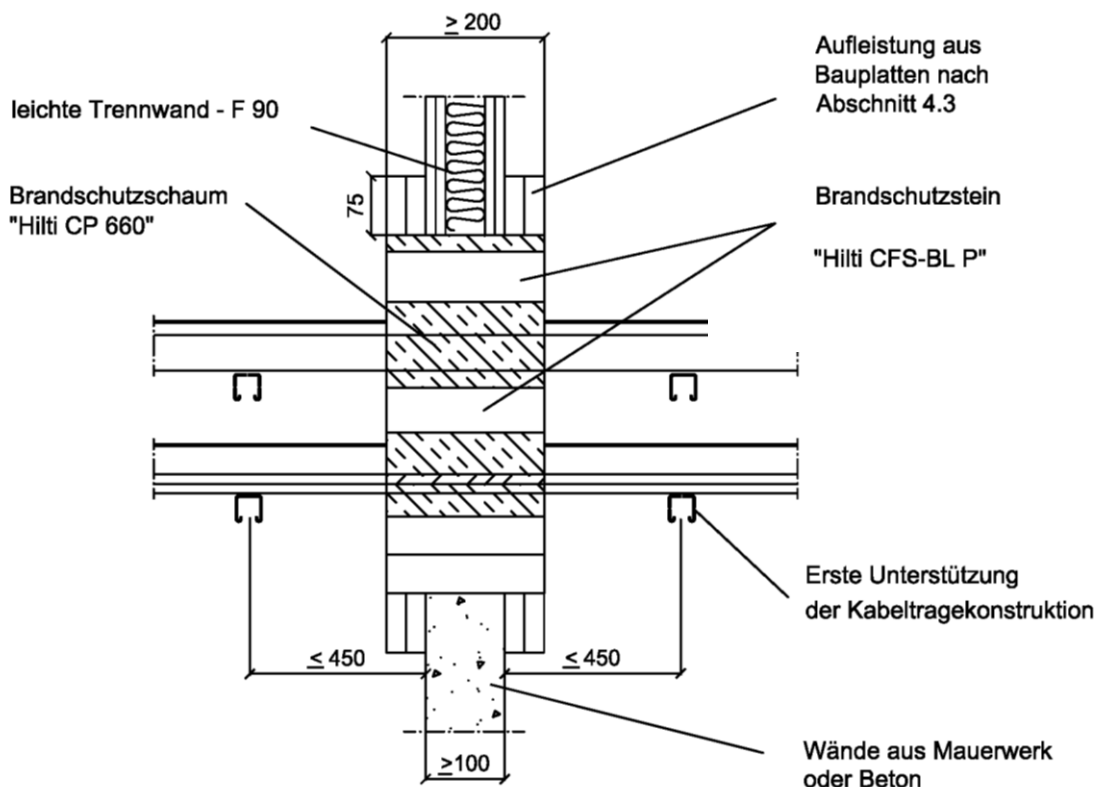 ≥ 200
Aufleistung aus
Bauplatten nach
Abschnitt 4.3
leichte Trennwand - F 90
Brandschutzschaum
"Hilti CP 660"
75
Brandschutzstein
"Hilti CFS-BL P"
Erste Unterstützung
der Kabeltragekonstruktion
≤ 450
≤ 450
Wände aus Mauerwerk
oder Beton
≥100